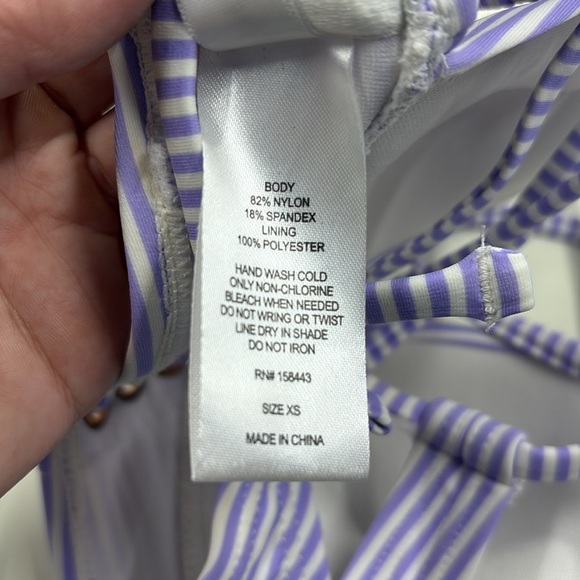 BODY
82% NYLON
18% SPANDEX
LINING
100% POLYESTER
HAND WASH COLD
ONLY NON-CHLORINE
BLEACH WHEN NEEDED
DO NOT WRING OR TWIST
LINE DRY IN SHADE
DO NOT IRON
RN# 158443
SIZE XS
MADE IN CHINA